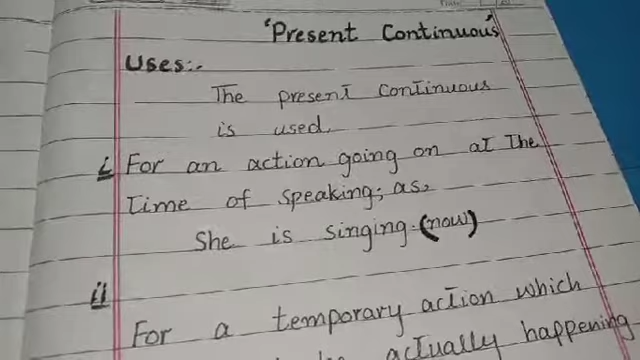 'Present Continuous'
Uses:-
The present continuous
is used.
i For an action going on at the
time of speaking; as,
She is singing. (now)
ii
For a temporary action which
actually happening